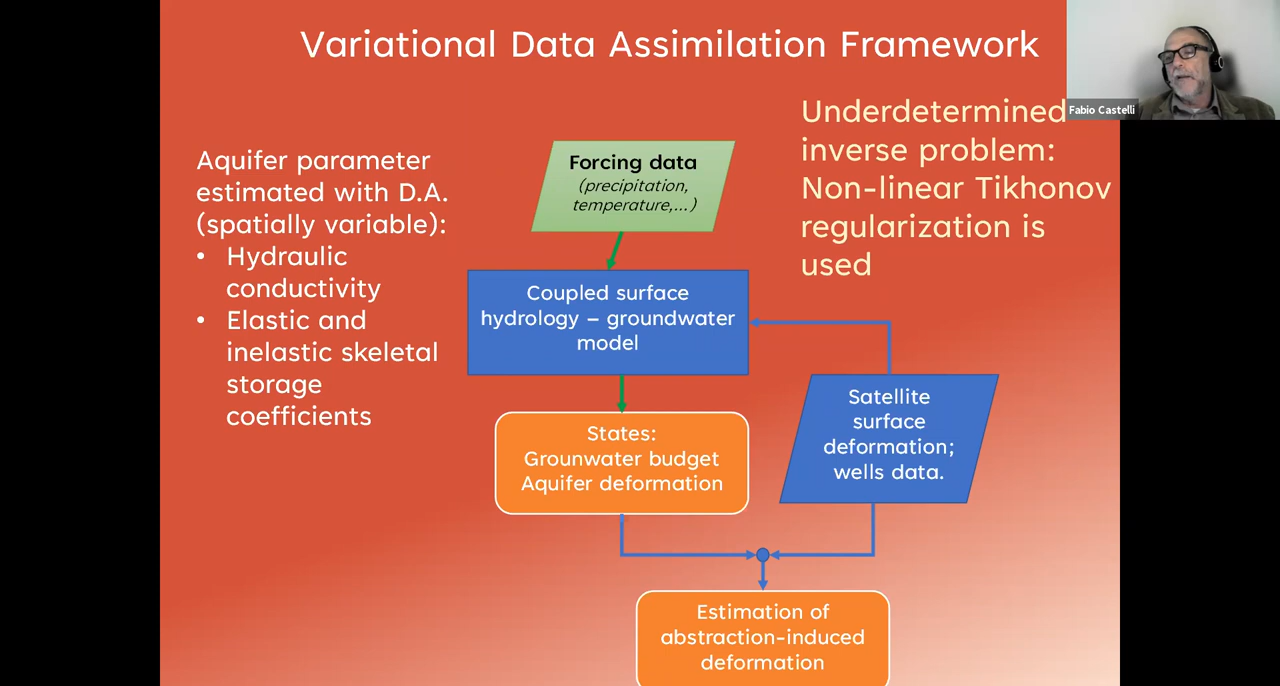 Variational Data Assimilation Framework
Fabio Castelli
Underdetermined
inverse problem:
Non-linear Tikhonov
regularization is
used
Aquifer parameter
estimated with D.A.
(spatially variable):
• Hydraulic
conductivity
• Elastic and
inelastic skeletal
storage
coefficients
Forcing data
(precipitation,
temperature,...)
Coupled surface
hydrology – groundwater
model
Satellite
surface
deformation;
wells data.
States:
Grounwater budget
Aquifer deformation
Estimation of
abstraction-induced
deformation